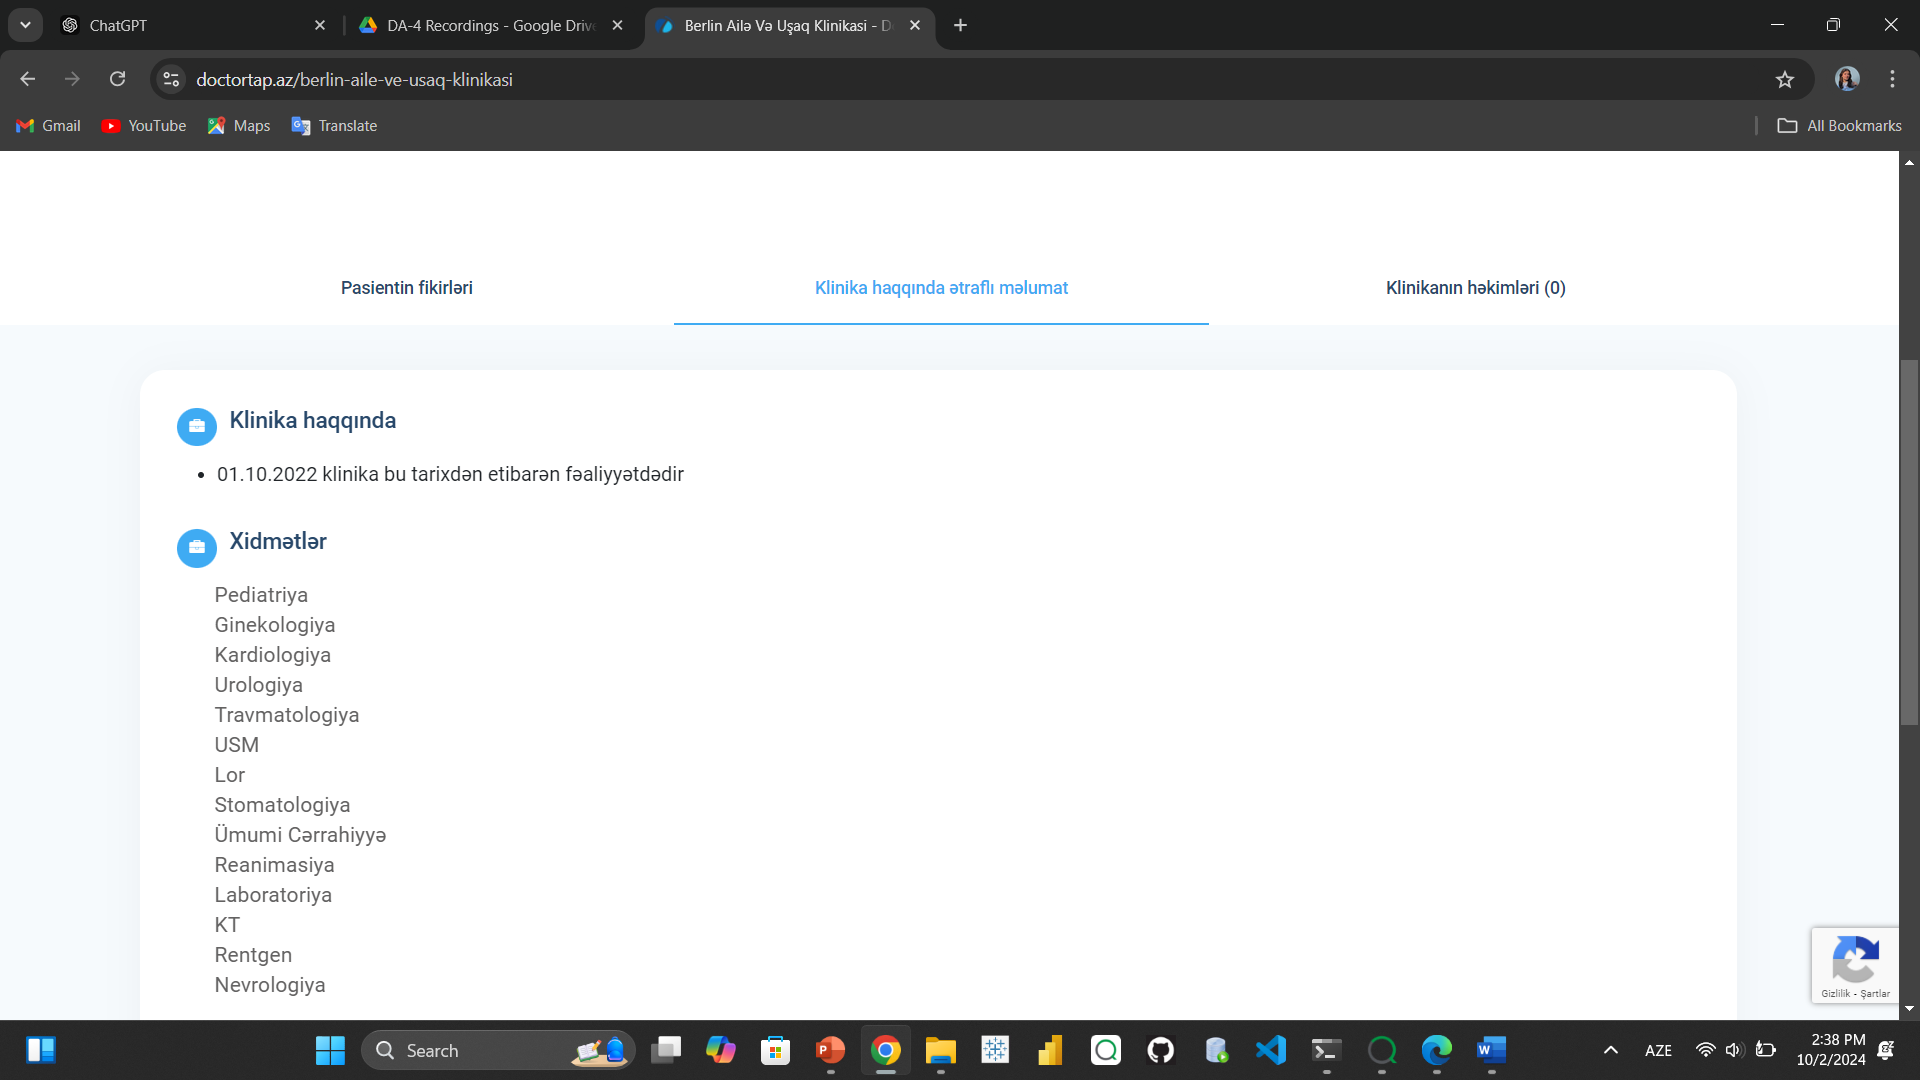 ChatGPT
DA-4 Recordings - Google Drive
Berlin Ailə Və Uşaq Klinikasi - D
doctortap.az/berlin-aile-ve-usaq-klinikasi
Gmail
YouTube
Maps
Translate
All Bookmarks
Pasientin fikirləri
Klinika haqqında ətraflı məlumat
Klinikanın həkimləri (0)
Klinika haqqında
• 01.10.2022 klinika bu tarixdən etibarən fəaliyyətdədir
Xidmətlər
Pediatriya
Ginekologiya
Kardiologiya
Urologiya
Travmatologiya
USM
Lor
Stomatologiya
Ümumi Cərrahiyyə
Reanimasiya
Laboratoriya
KT
Rentgen
Nevrologiya
Gizlilik - Şartlar
Search
AZE
2:38 PM
10/2/2024